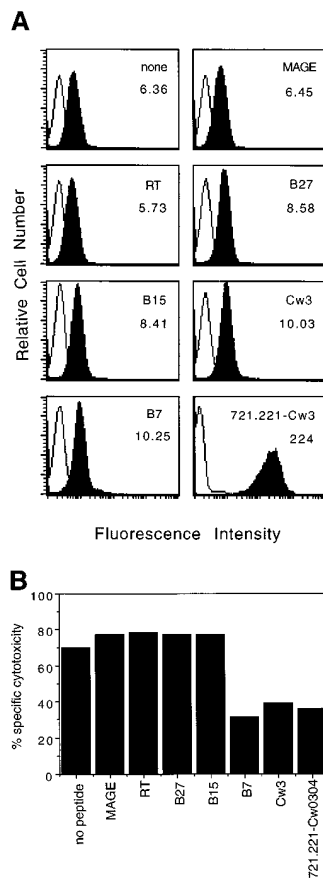 A
none
6.36
MAGE
6.45
RT
5.73
B27
8.58
B15
8.41
Cw3
10.03
B7
10.25
721.221-Cw3
224
Relative Cell Number
Fluorescence Intensity
B
% specific cytotoxicity
100
80
60
40
20
0
no peptide
MAGE
RT
B27
B15
B7
Cw3
721.221-Cw0304